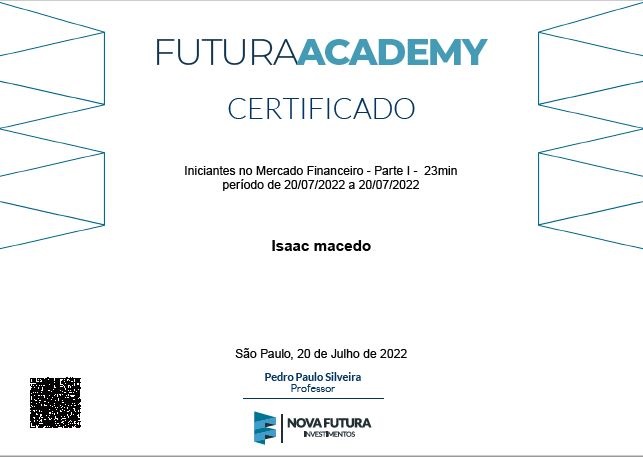 FUTURAACADEMY
CERTIFICADO
Iniciantes no Mercado Financeiro - Parte I - 23min
período de 20/07/2022 a 20/07/2022
Isaac macedo
São Paulo, 20 de Julho de 2022
Pedro Paulo Silveira
Professor
NOVA FUTURA
INVESTIMENTOS